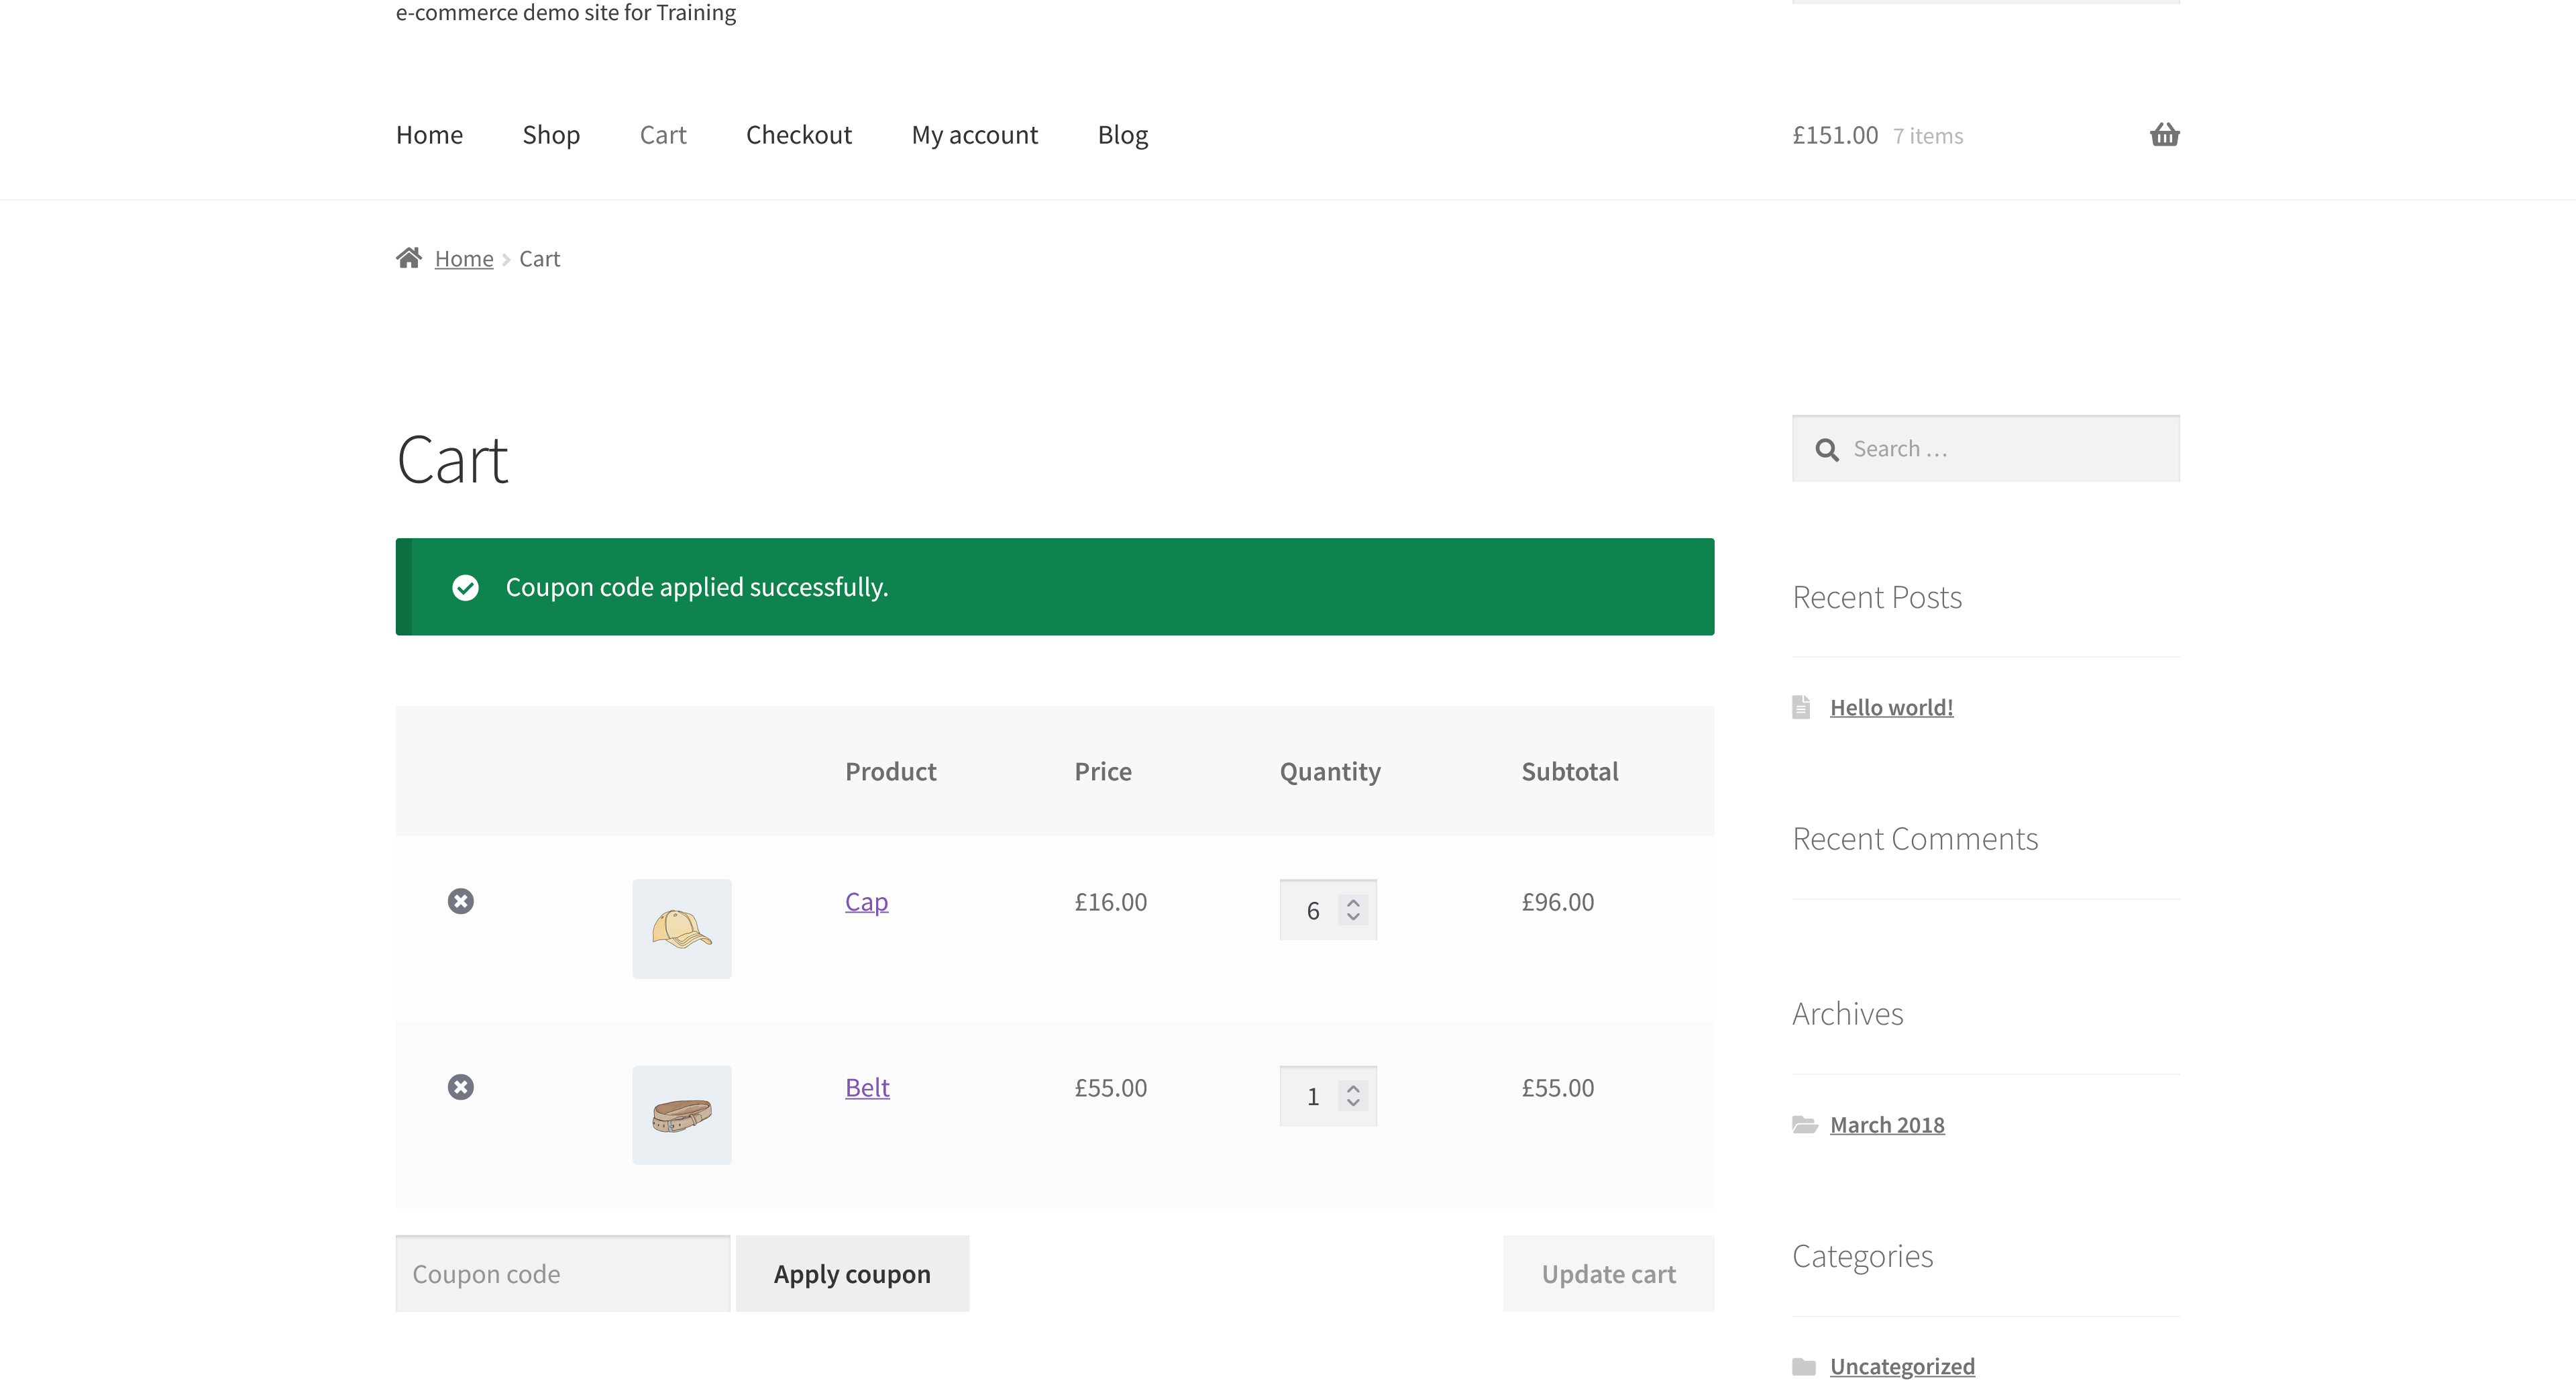 e-commerce demo site for Training
Home Shop Cart Checkout My account Blog £151.00 7 items
Home Cart
Cart
Coupon code applied successfully.
Product Price Quantity Subtotal
Cap £16.00 6 £96.00
Belt £55.00 1 £55.00
Coupon code Apply coupon Update cart
Search …
Recent Posts
Hello world!
Recent Comments
Archives
March 2018
Categories
Uncategorized